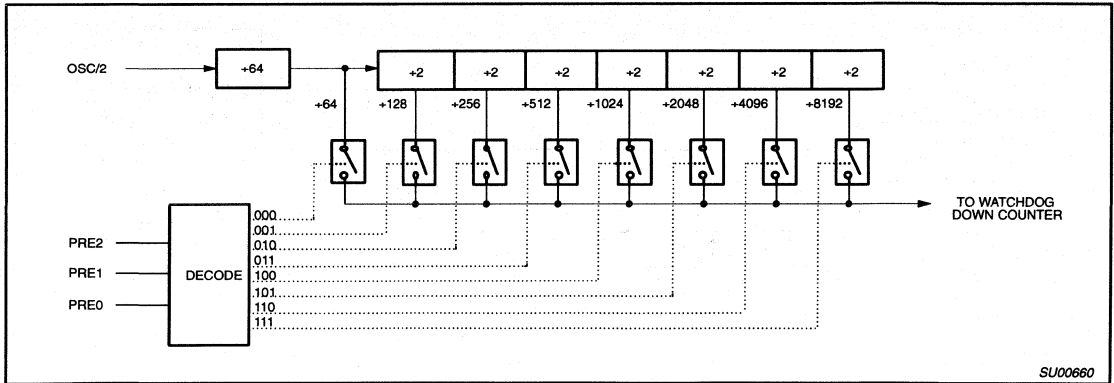 OSC/2
+64
+2 +2 +2 +2 +2 +2 +2
+64 +128 +256 +512 +1024 +2048 +4096 +8192
TO WATCHDOG
DOWN COUNTER
000
001
010
011
100
101
110
111
PRE2
PRE1
PRE0
DECODE
SU00660